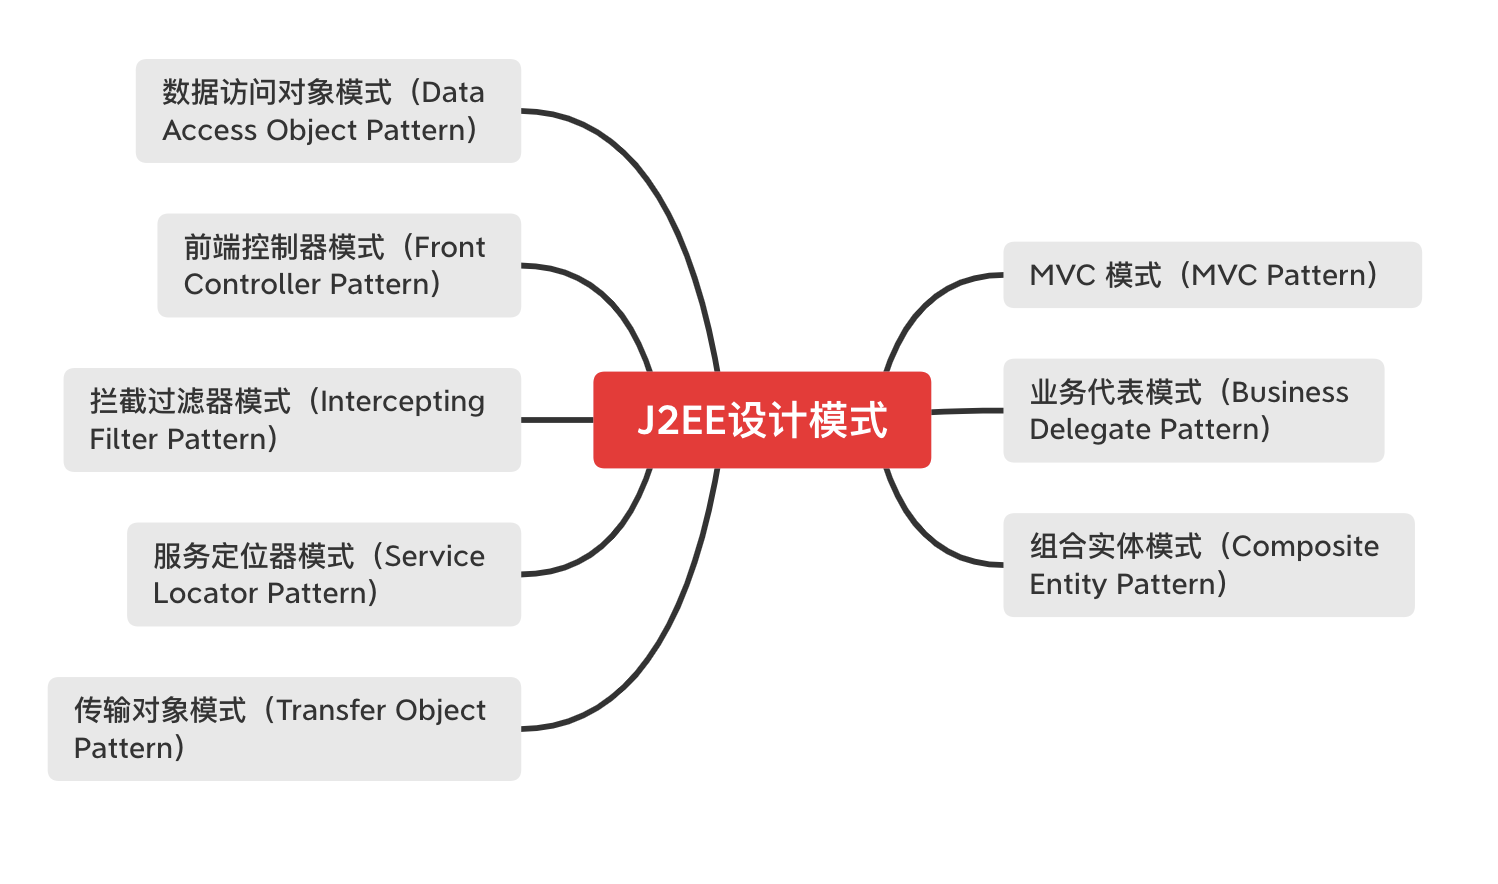 数据访问对象模式（Data
Access Object Pattern）
前端控制器模式（Front
Controller Pattern）
拦截过滤器模式（Intercepting
Filter Pattern）
服务定位器模式（Service
Locator Pattern）
传输对象模式（Transfer Object
Pattern）
J2EE设计模式
MVC 模式（MVC Pattern）
业务代表模式（Business
Delegate Pattern）
组合实体模式（Composite
Entity Pattern）